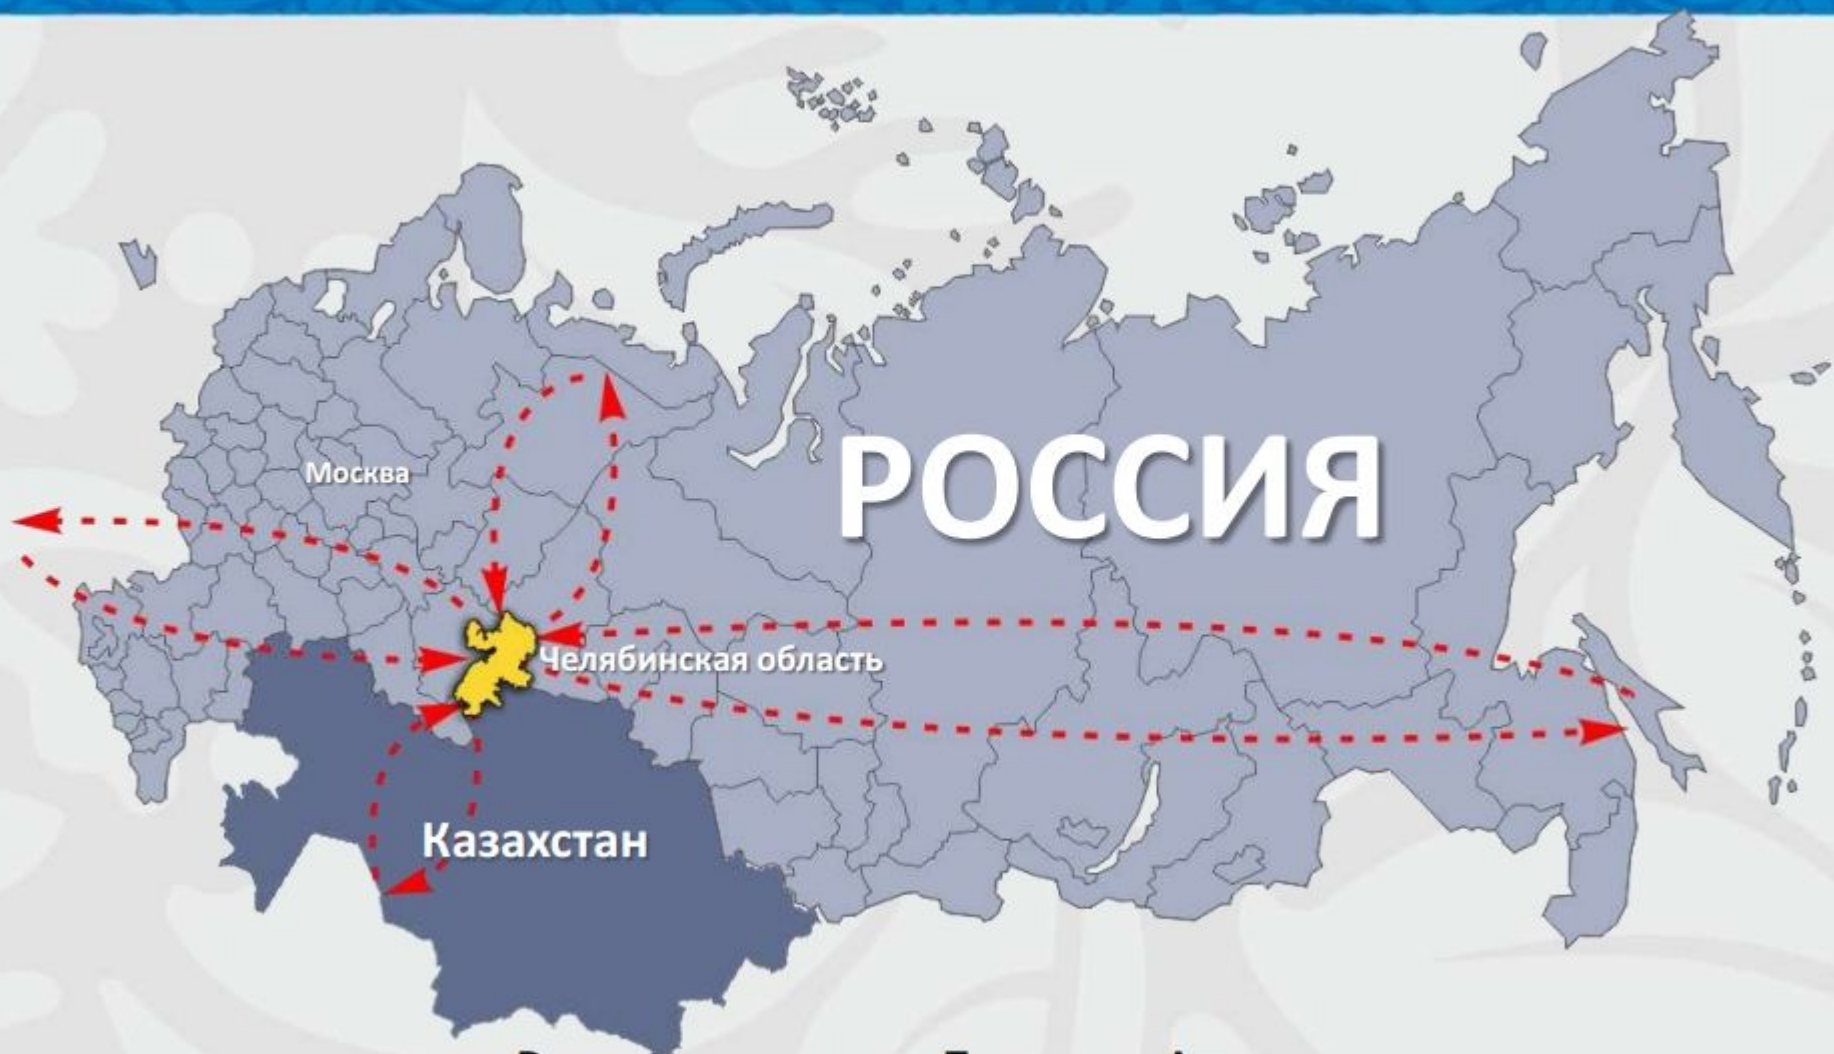 РОССИЯ
Москва
Челябинская область
Казахстан